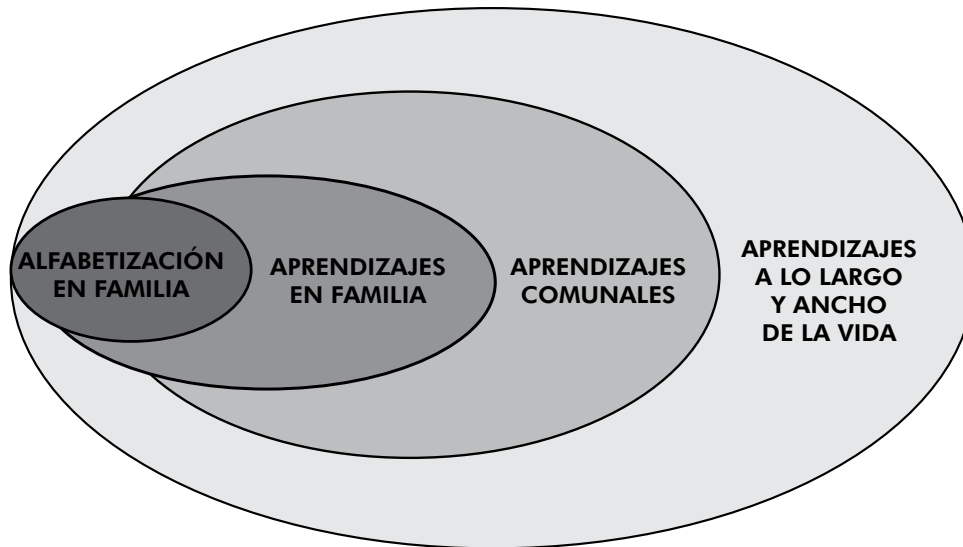 ALFABETIZACIÓN
EN FAMILIA
APRENDIZAJES
EN FAMILIA
APRENDIZAJES
COMUNALES
APRENDIZAJES
A LO LARGO
Y ANCHO
DE LA VIDA